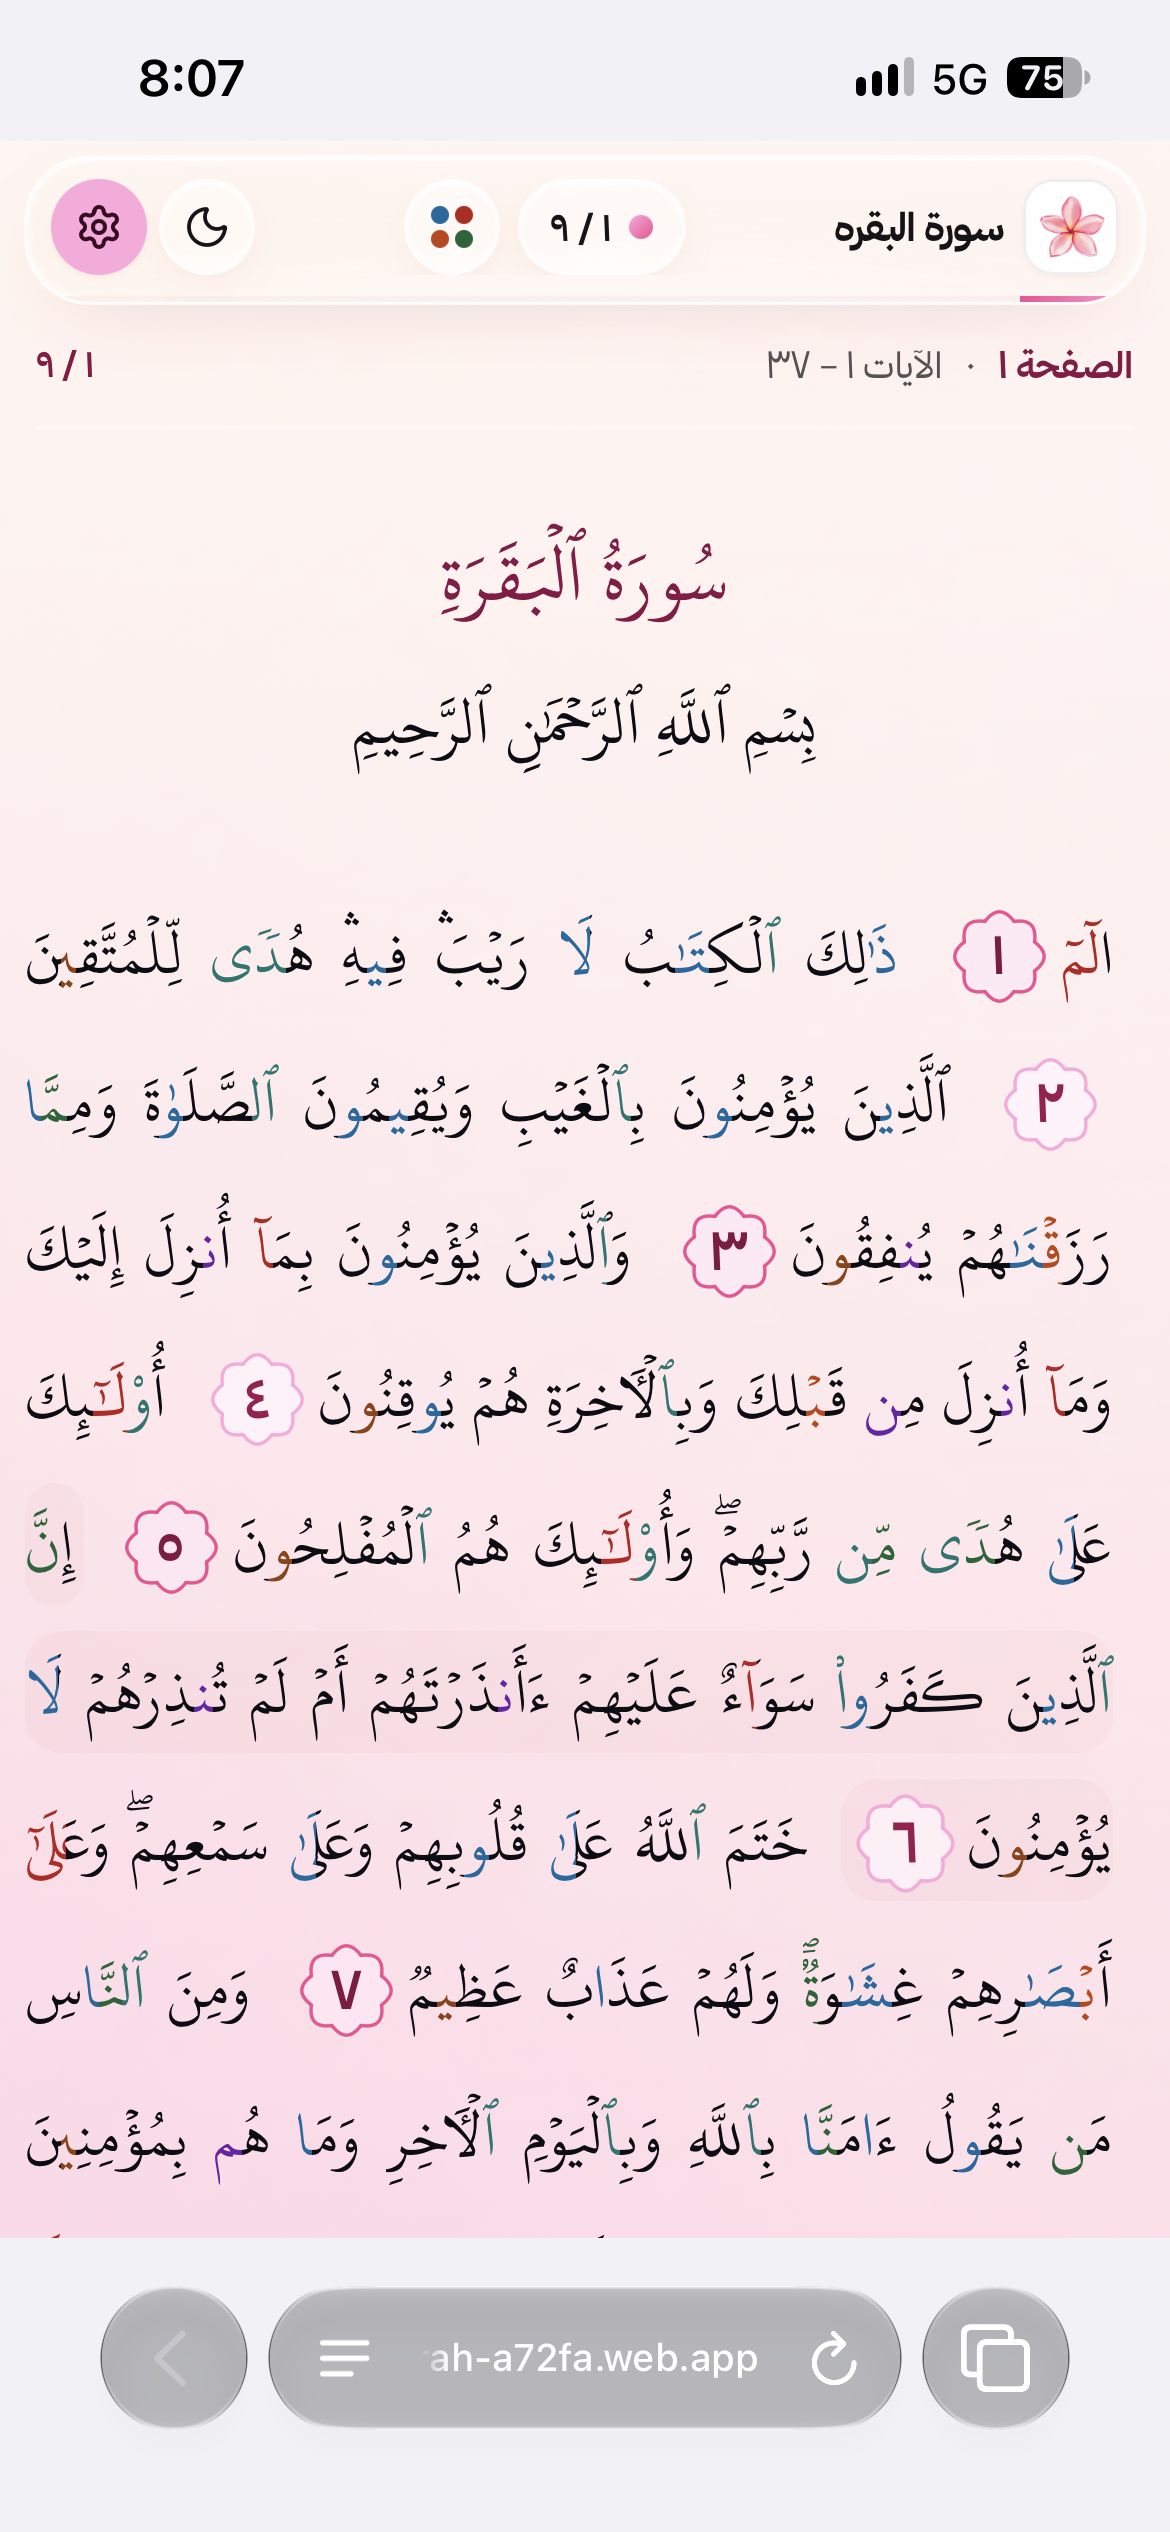 8:07 5G 75
سورة البقره ١ / ٩
الصفحة ١ · الآيات ١ – ٣٧ ١ / ٩
سُورَةُ ٱلْبَقَرَةِ
بِسْمِ ٱللَّهِ ٱلرَّحْمَٰنِ ٱلرَّحِيمِ
الٓمٓ ١ ذَٰلِكَ ٱلْكِتَٰبُ لَا رَيْبَ ۛ فِيهِ ۛ هُدًى لِّلْمُتَّقِينَ
٢ ٱلَّذِينَ يُؤْمِنُونَ بِٱلْغَيْبِ وَيُقِيمُونَ ٱلصَّلَوٰةَ وَمِمَّا
رَزَقْنَٰهُمْ يُنفِقُونَ ٣ وَٱلَّذِينَ يُؤْمِنُونَ بِمَآ أُنزِلَ إِلَيْكَ
وَمَآ أُنزِلَ مِن قَبْلِكَ وَبِٱلْأَخِرَةِ هُمْ يُوقِنُونَ ٤ أُو۟لَٰٓئِكَ
عَلَىٰ هُدًى مِّن رَّبِّهِمْ ۖ وَأُو۟لَٰٓئِكَ هُمُ ٱلْمُفْلِحُونَ ٥ إِنَّ
ٱلَّذِينَ كَفَرُوا۟ سَوَآءٌ عَلَيْهِمْ ءَأَنذَرْتَهُمْ أَمْ لَمْ تُنذِرْهُمْ لَا
يُؤْمِنُونَ ٦ خَتَمَ ٱللَّهُ عَلَىٰ قُلُوبِهِمْ وَعَلَىٰ سَمْعِهِمْ ۖ وَعَلَىٰٓ
أَبْصَٰرِهِمْ غِشَٰوَةٌ ۖ وَلَهُمْ عَذَابٌ عَظِيمٌ ٧ وَمِنَ ٱلنَّاسِ
مَن يَقُولُ ءَامَنَّا بِٱللَّهِ وَبِٱلْيَوْمِ ٱلْأَخِرِ وَمَا هُم بِمُؤْمِنِينَ
ah-a72fa.web.app